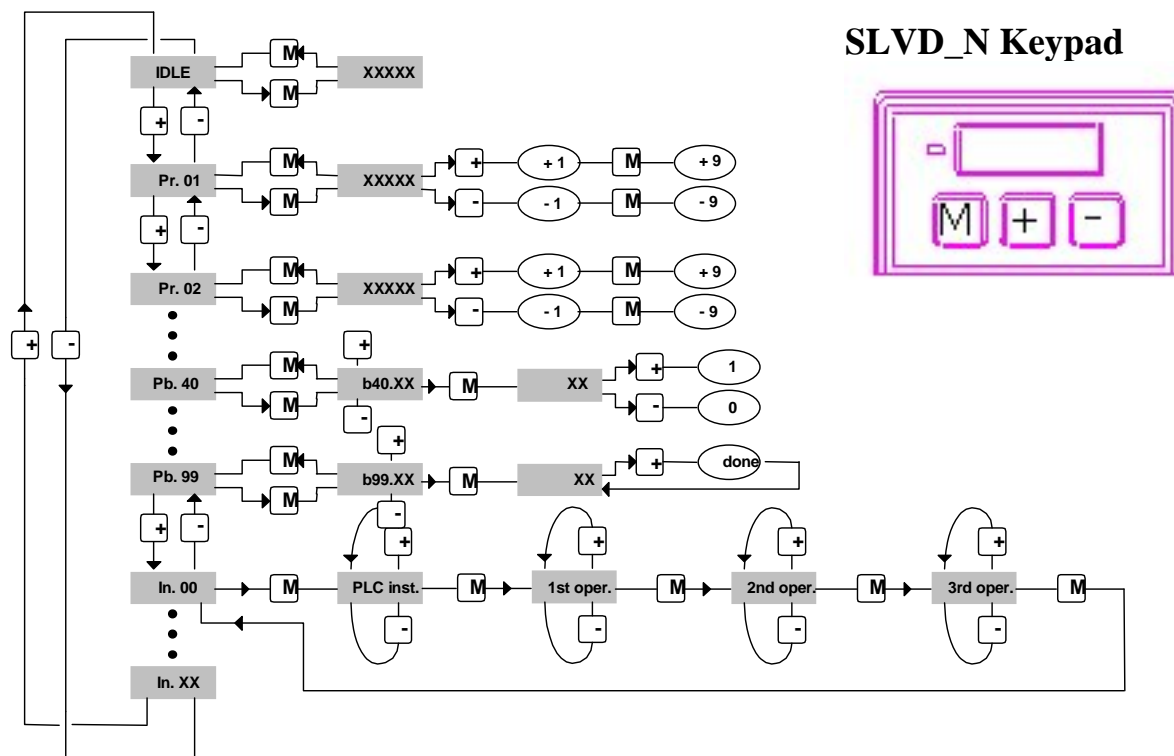 SLVD_N Keypad
M
IDLE M XXXXX
+ -
M + +1 M +9
Pr. 01 M XXXXX - -1 M -9
+ -
M + +1 M +9
Pr. 02 M XXXXX - -1 M -9
+ - +
M + 1
Pb. 40 M b40.XX M XX - 0
-
+
M + done
Pb. 99 M b99.XX M XX
+ - -
+ + + +
In. 00 M PLC inst. M 1st oper. M 2nd oper. M 3rd oper. M
- - - -
In. XX
M + -
-